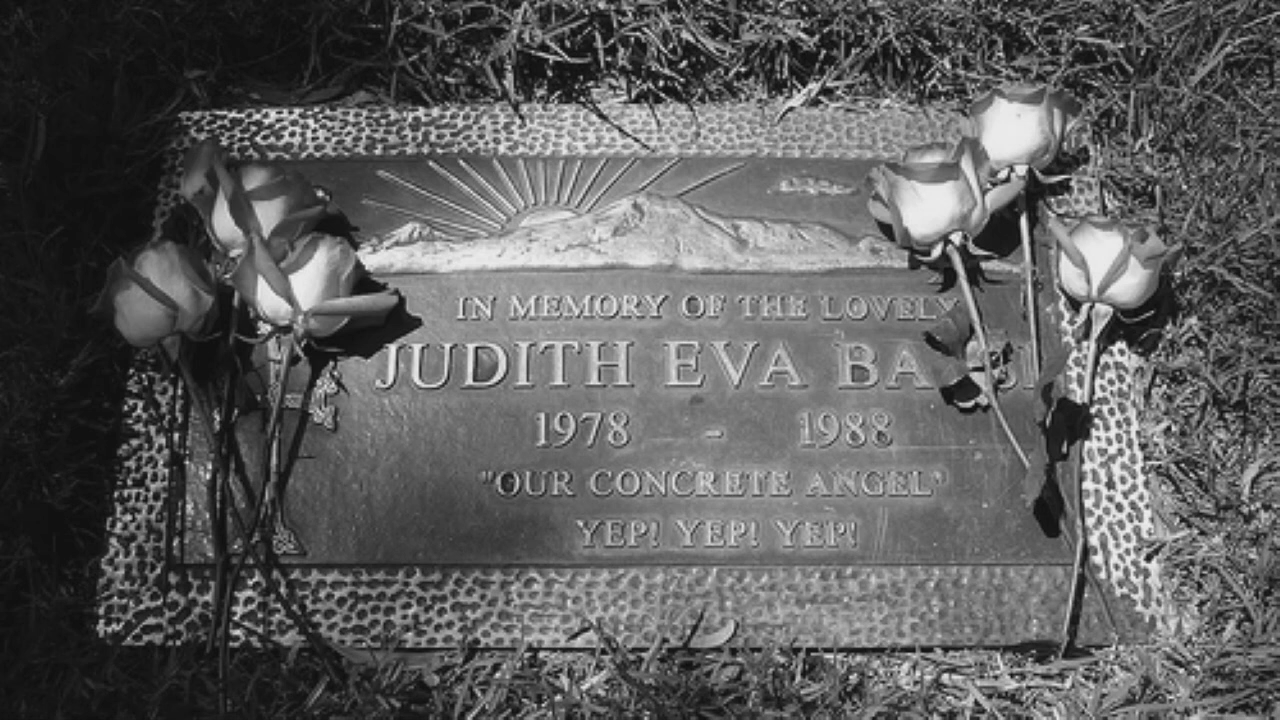 IN MEMORY OF THE LOVELY
JUDITH EVA
1978 - 1988
"OUR CONCRETE ANGEL"
YEP! YEP! YEP!